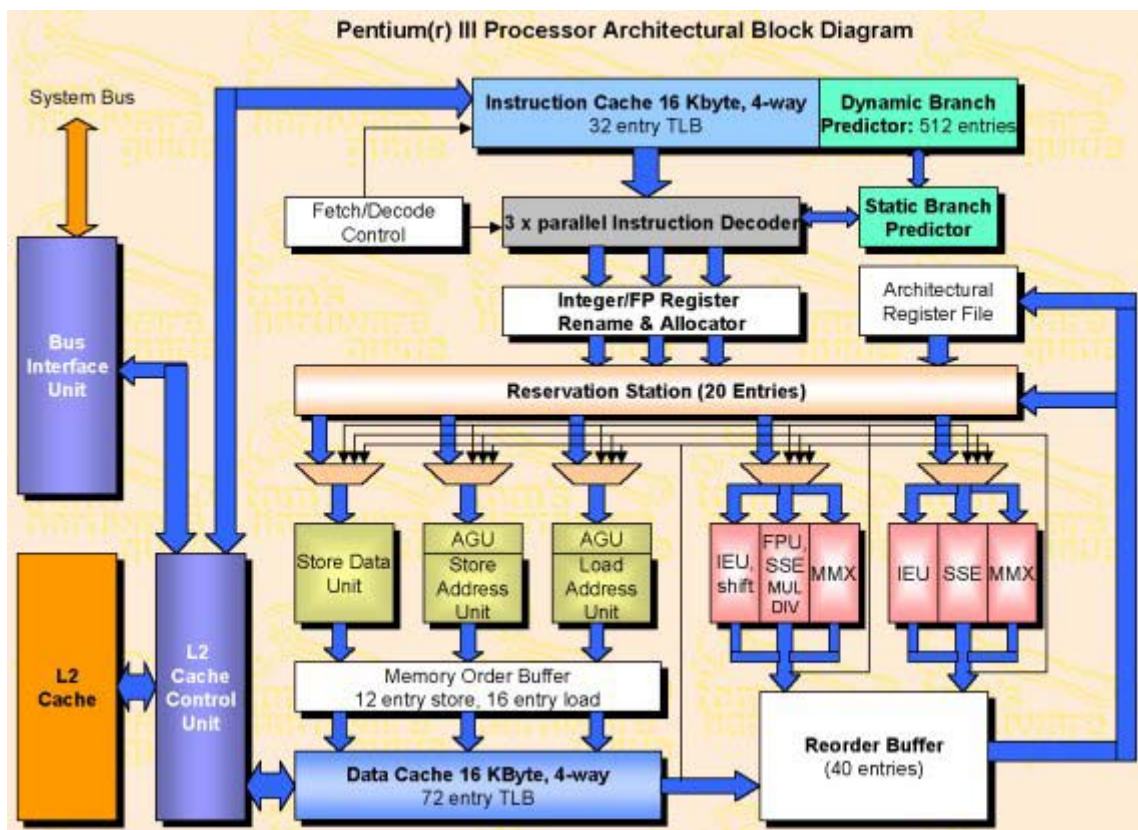 Pentium(r) III Processor Architectural Block Diagram
System Bus
Instruction Cache 16 Kbyte, 4-way
32 entry TLB
Dynamic Branch
Predictor: 512 entries
Fetch/Decode
Control
3 x parallel Instruction Decoder
Static Branch
Predictor
Integer/FP Register
Rename & Allocator
Architectural
Register File
Bus
Interface
Unit
Reservation Station (20 Entries)
Store Data
Unit
AGU
Store
Address
Unit
AGU
Load
Address
Unit
IEU,
shift
FPU,
SSE
MUL
DIV
MMX
IEU
SSE
MMX
L2
Cache
L2
Cache
Control
Unit
Memory Order Buffer
12 entry store, 16 entry load
Data Cache 16 KByte, 4-way
72 entry TLB
Reorder Buffer
(40 entries)